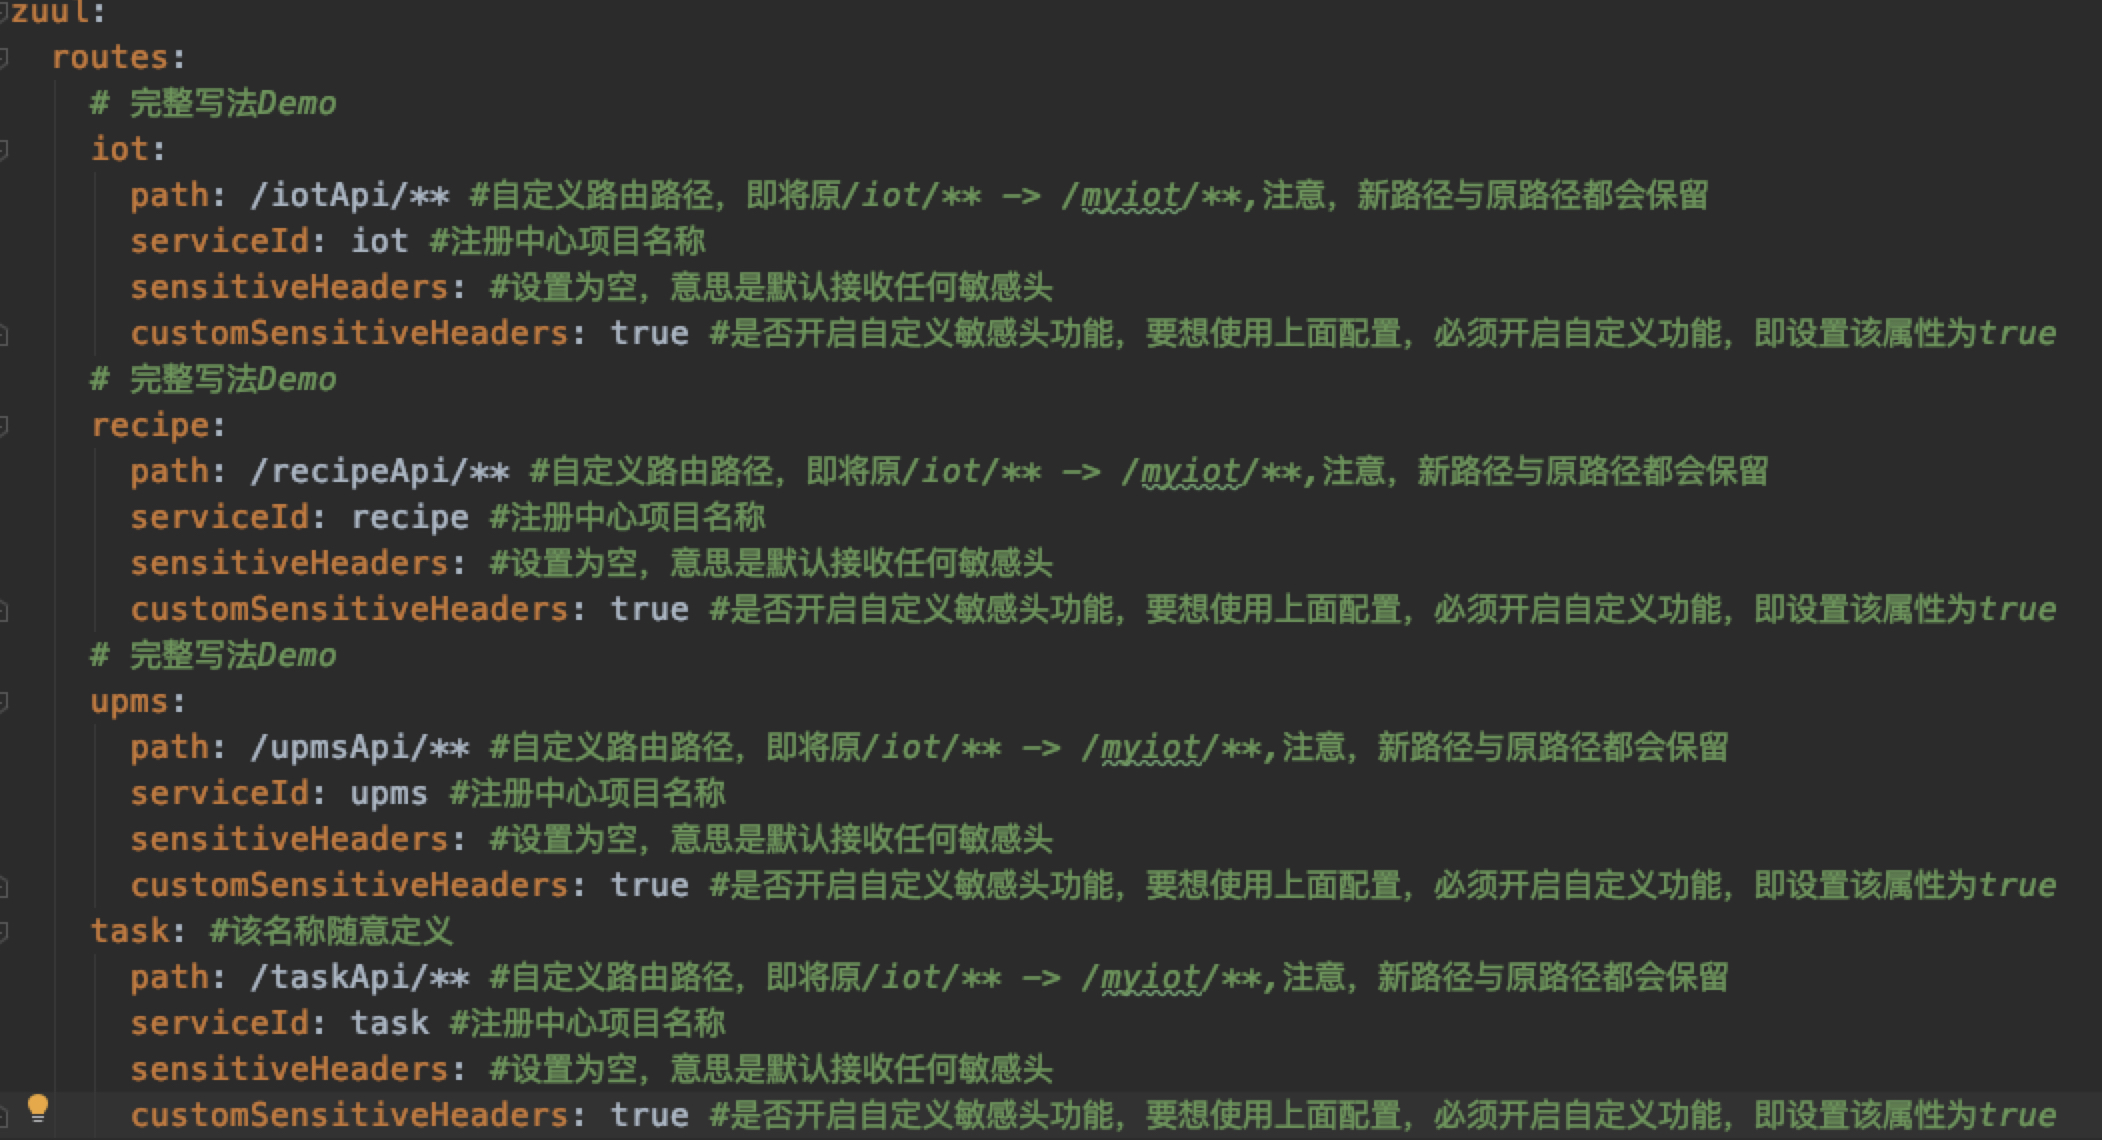 zuul:
routes:
# 完整写法Demo
iot:
path: /iotApi/** #自定义路由路径，即将原/iot/** -> /myiot/**,注意，新路径与原路径都会保留
serviceId: iot #注册中心项目名称
sensitiveHeaders: #设置为空，意思是默认接收任何敏感头
customSensitiveHeaders: true #是否开启自定义敏感头功能，要想使用上面配置，必须开启自定义功能，即设置该属性为true
# 完整写法Demo
recipe:
path: /recipeApi/** #自定义路由路径，即将原/iot/** -> /myiot/**,注意，新路径与原路径都会保留
serviceId: recipe #注册中心项目名称
sensitiveHeaders: #设置为空，意思是默认接收任何敏感头
customSensitiveHeaders: true #是否开启自定义敏感头功能，要想使用上面配置，必须开启自定义功能，即设置该属性为true
# 完整写法Demo
upms:
path: /upmsApi/** #自定义路由路径，即将原/iot/** -> /myiot/**,注意，新路径与原路径都会保留
serviceId: upms #注册中心项目名称
sensitiveHeaders: #设置为空，意思是默认接收任何敏感头
customSensitiveHeaders: true #是否开启自定义敏感头功能，要想使用上面配置，必须开启自定义功能，即设置该属性为true
task: #该名称随意定义
path: /taskApi/** #自定义路由路径，即将原/iot/** -> /myiot/**,注意，新路径与原路径都会保留
serviceId: task #注册中心项目名称
sensitiveHeaders: #设置为空，意思是默认接收任何敏感头
customSensitiveHeaders: true #是否开启自定义敏感头功能，要想使用上面配置，必须开启自定义功能，即设置该属性为true